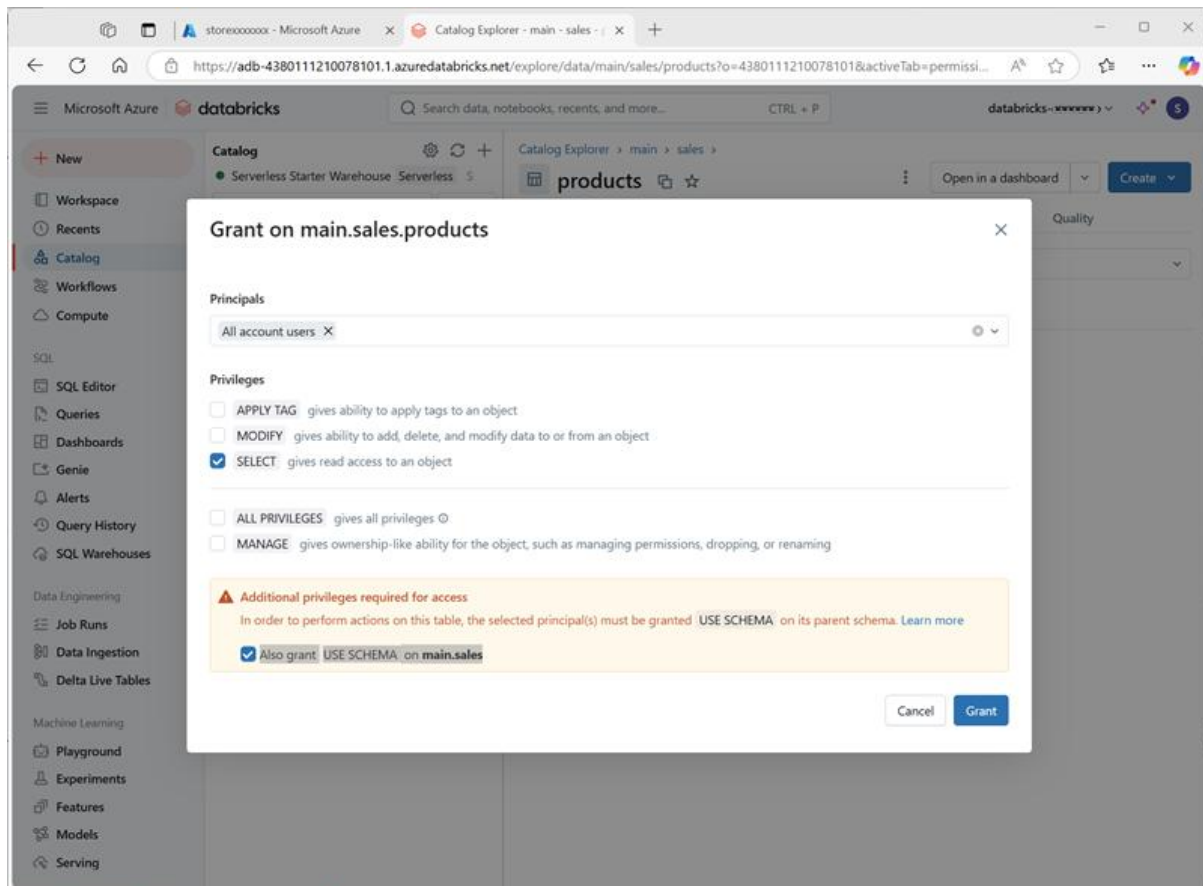 storexxxxxxx - Microsoft Azure
Catalog Explorer - main - sales - p
https://adb-4380111210078101.1.azuredatabricks.net/explore/data/main/sales/products?o=4380111210078101&activeTab=permissi...
Microsoft Azure databricks
Search data, notebooks, recents, and more...
CTRL + P
databricks-xxxxxxx
S
New
Workspace
Recents
Catalog
Workflows
Compute
SQL
SQL Editor
Queries
Dashboards
Genie
Alerts
Query History
SQL Warehouses
Data Engineering
Job Runs
Data Ingestion
Delta Live Tables
Machine Learning
Playground
Experiments
Features
Models
Serving
Catalog
Serverless Starter Warehouse Serverless S
Catalog Explorer > main > sales >
products
Open in a dashboard
Create
Quality
Grant on main.sales.products
Principals
All account users
Privileges
APPLY TAG gives ability to apply tags to an object
MODIFY gives ability to add, delete, and modify data to or from an object
SELECT gives read access to an object
ALL PRIVILEGES gives all privileges
MANAGE gives ownership-like ability for the object, such as managing permissions, dropping, or renaming
Additional privileges required for access
In order to perform actions on this table, the selected principal(s) must be granted USE SCHEMA on its parent schema. Learn more
Also grant USE SCHEMA on main.sales
Cancel
Grant